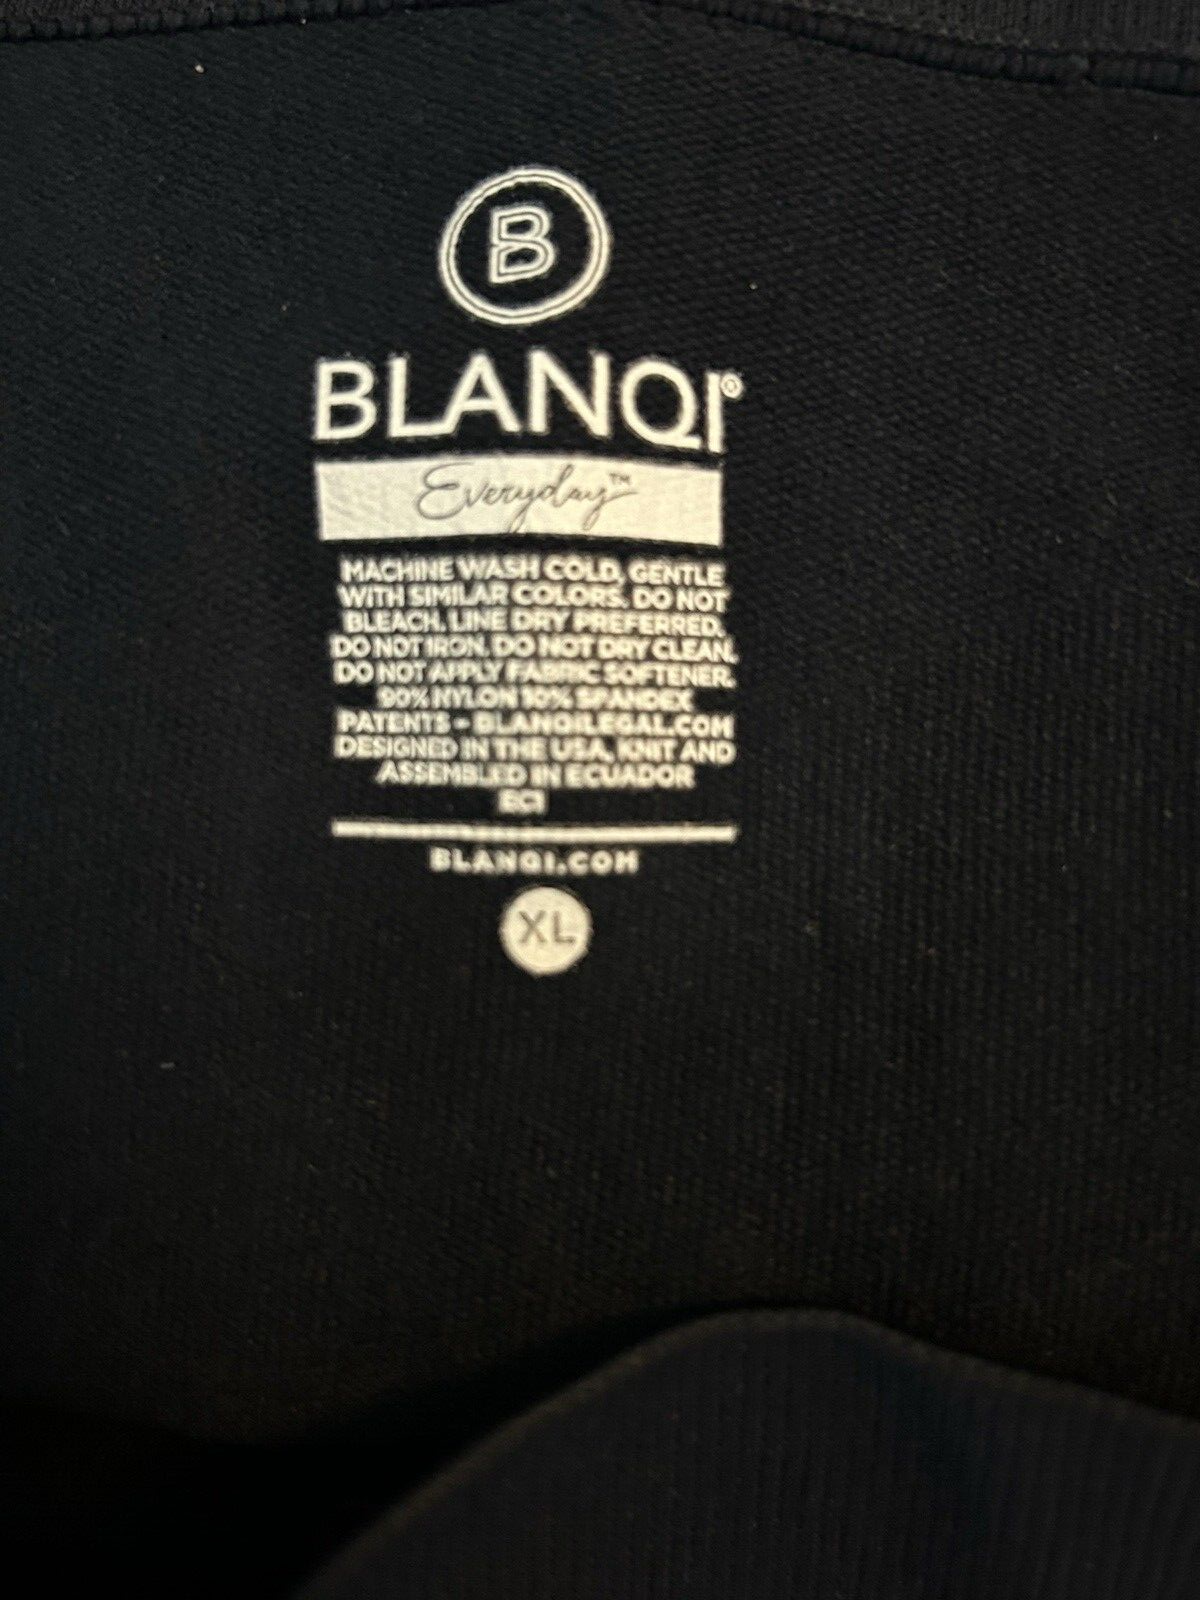 B
BLANQI®
Everyday™
MACHINE WASH COLD, GENTLE
WITH SIMILAR COLORS. DO NOT
BLEACH. LINE DRY PREFERRED.
DO NOT IRON. DO NOT DRY CLEAN.
DO NOT APPLY FABRIC SOFTENER.
90% NYLON 10% SPANDEX
PATENTS - BLANQILEGAL.COM
DESIGNED IN THE USA, KNIT AND
ASSEMBLED IN ECUADOR
EC1
BLANQI.COM
XL